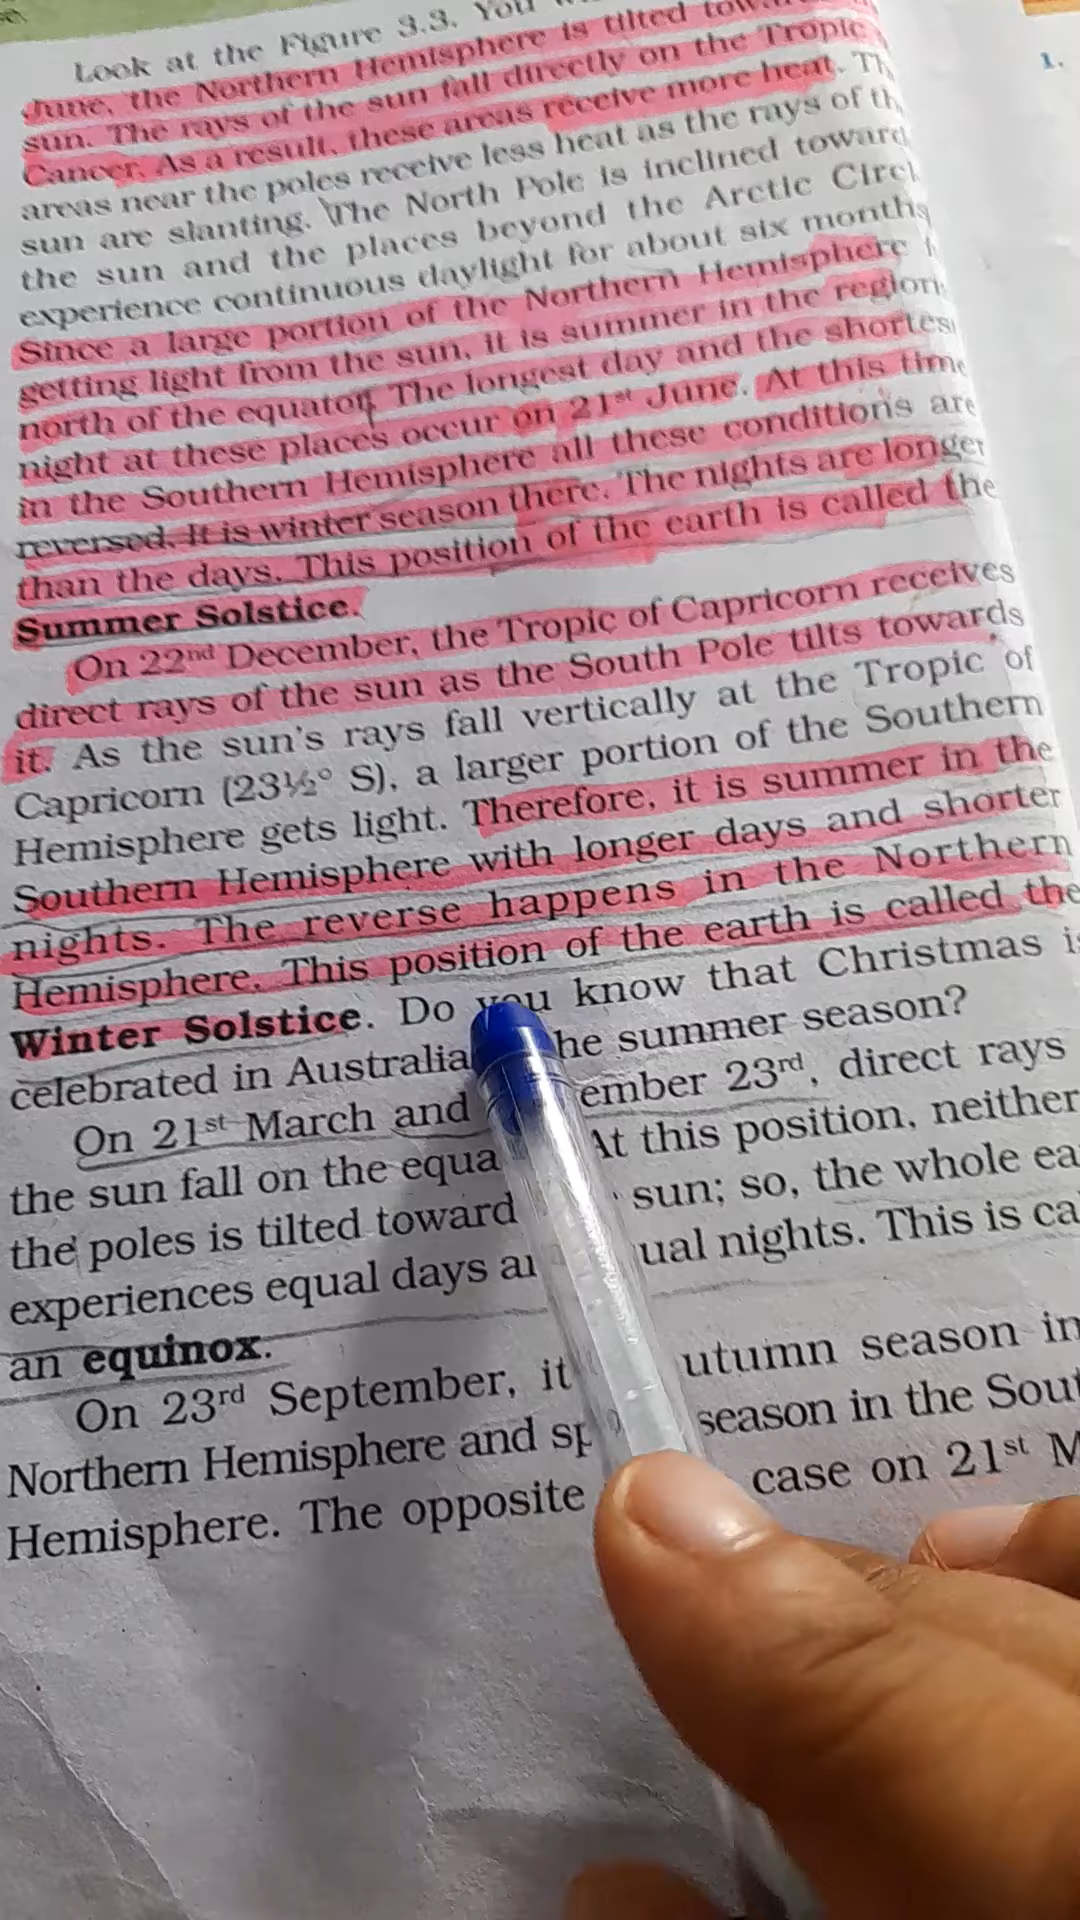 Look at the Figure 3.3. You
June, the Northern Hemisphere is tilted
sun. The rays of the sun fall directly on the Tropic
Cancer. As a result, these areas receive more heat.
areas near the poles receive less heat as the rays of
sun are slanting. The North Pole is inclined
the sun and the places beyond the Arctic
experience continuous daylight for about six months
Since a large portion of the Northern Hemisphere
getting light from the sun, it is summer in the
north of the equator. The longest day and the
night at these places occur on 21st June. At this time
in the Southern Hemisphere all these conditions are
reversed. It is winter season there. The nights are longer
than the days. This position of the earth is called the
Summer Solstice.
On 22nd December, the Tropic of Capricorn receives
direct rays of the sun as the South Pole tilts towards
it. As the sun's rays fall vertically at the Tropic of
Capricorn (23½° S), a larger portion of the Southern
Hemisphere gets light. Therefore, it is summer in the
Southern Hemisphere with longer days and shorter
nights. The reverse happens in the Northern
Hemisphere. This position of the earth is called the
Winter Solstice. Do you know that Christmas
celebrated in Australia summer season?
On 21st March and 23rd, direct rays
the sun fall on the At this position, neither
the poles is tilted sun; so, the whole
experiences equal days nights. This is
an equinox.
On 23rd September, it season in
Northern Hemisphere and season in the
Hemisphere. The opposite case on 21st
1.